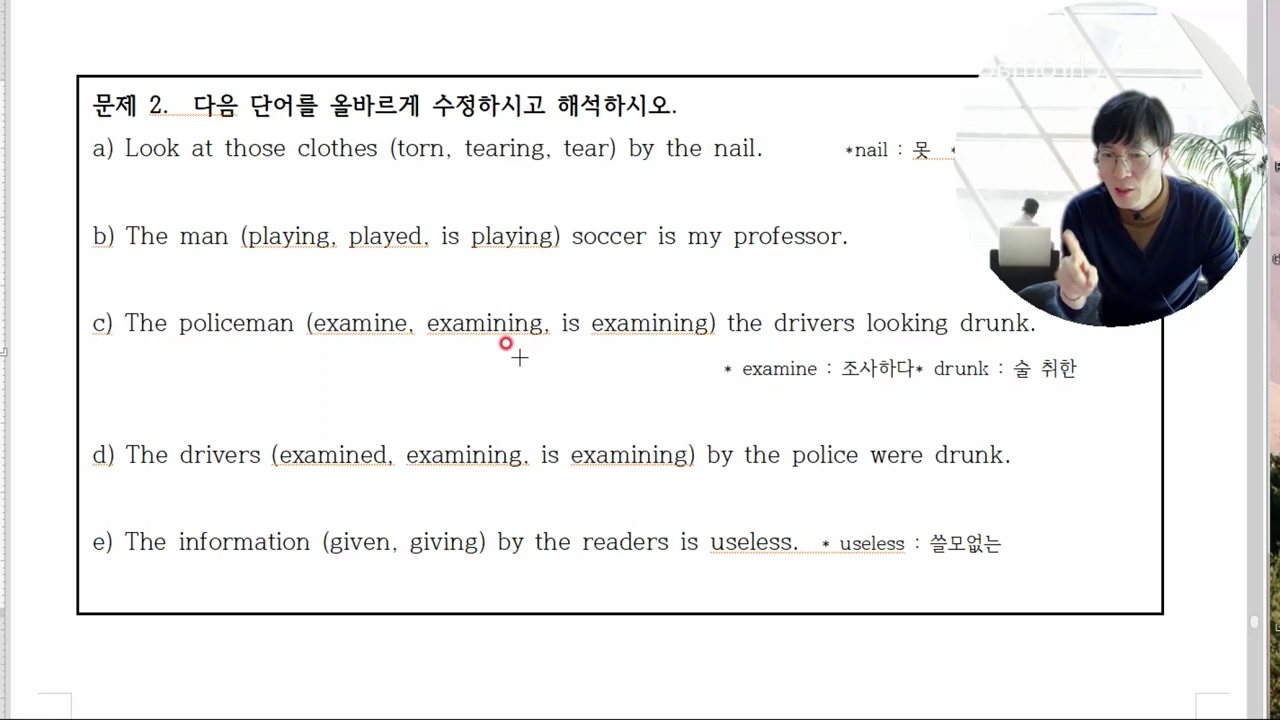 문제 2. 다음 단어를 올바르게 수정하시고 해석하시오.
a) Look at those clothes (torn, tearing, tear) by the nail. *nail : 못 *
b) The man (playing, played, is playing) soccer is my professor.
c) The policeman (examine, examining, is examining) the drivers looking drunk.
* examine : 조사하다* drunk : 술 취한
d) The drivers (examined, examining, is examining) by the police were drunk.
e) The information (given, giving) by the readers is useless. * useless : 쓸모없는